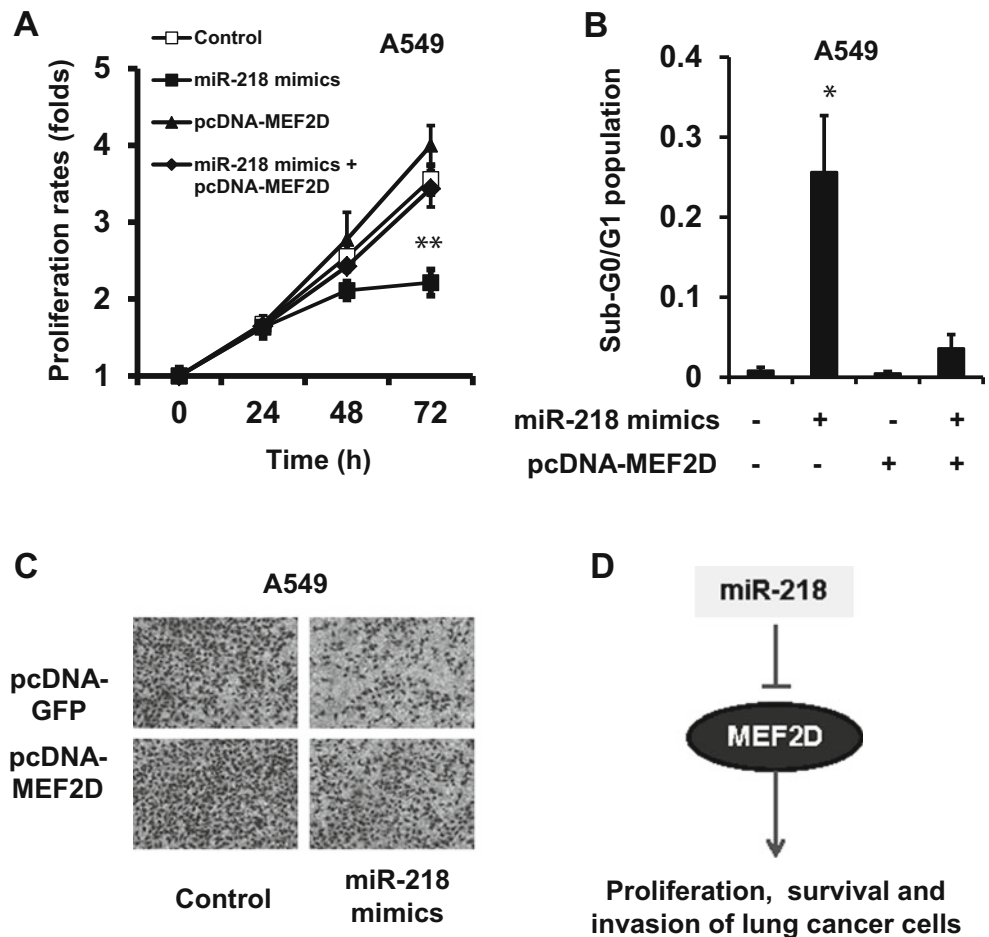 A
A549
Control
miR-218 mimics
pcDNA-MEF2D
miR-218 mimics +
pcDNA-MEF2D
Proliferation rates (folds)
5
4
3
2
1
**
0 24 48 72
Time (h)
B
A549
Sub-G0/G1 population
0.4
0.3
0.2
0.1
0
*
miR-218 mimics - + - +
pcDNA-MEF2D - - + +
C
A549
pcDNA-
GFP
pcDNA-
MEF2D
Control
miR-218
mimics
D
miR-218
MEF2D
Proliferation, survival and
invasion of lung cancer cells